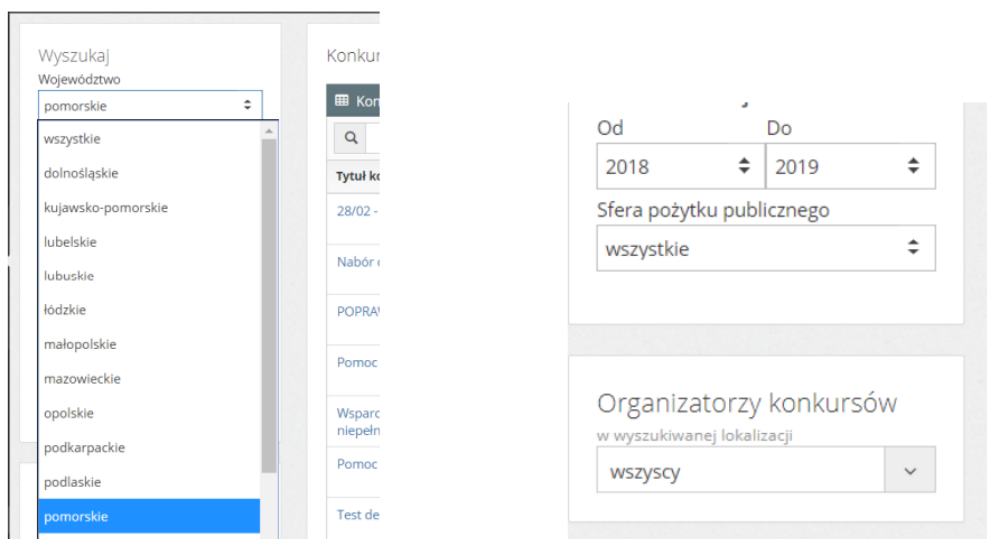 Wyszukaj
Województwo
pomorskie
wszystkie
dolnośląskie
kujawsko-pomorskie
lubelskie
lubuskie
łódzkie
małopolskie
mazowieckie
opolskie
podkarpackie
podlaskie
pomorskie
Konkur
Kon
Tytuł ko
28/02 -
Nabór
POPRAW
Pomoc
Wsparc
niepełn
Pomoc
Test de
Od Do
2018 2019
Sfera pożytku publicznego
wszystkie
Organizatorzy konkursów
w wyszukiwanej lokalizacji
wszyscy